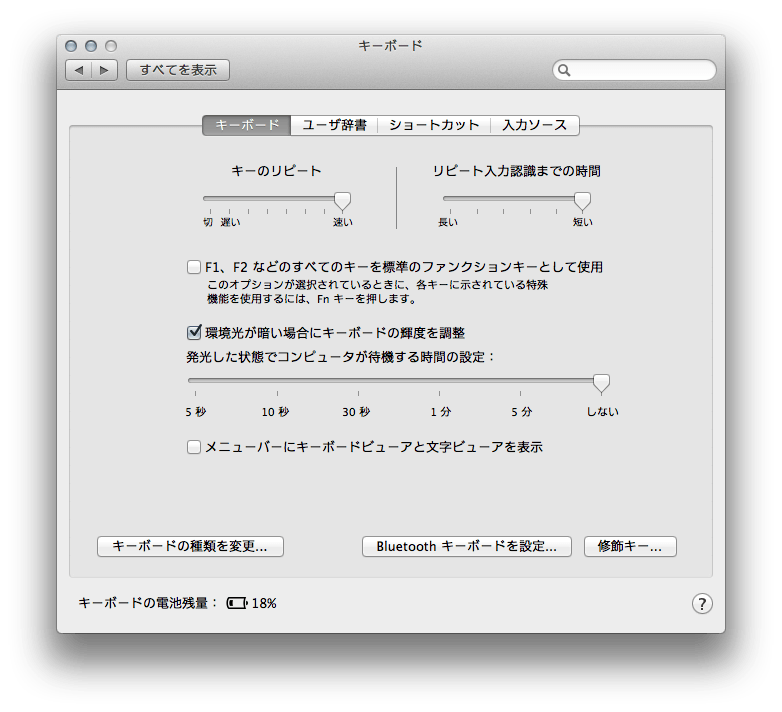 キーボード
すべてを表示
キーボード ユーザ辞書 ショートカット 入力ソース
キーのリピート リピート入力認識までの時間
切 遅い 速い 長い 短い
F1、F2 などのすべてのキーを標準のファンクションキーとして使用
このオプションが選択されているときに、各キーに示されている特殊
機能を使用するには、Fn キーを押します。
環境光が暗い場合にキーボードの輝度を調整
発光した状態でコンピュータが待機する時間の設定：
5 秒 10 秒 30 秒 1 分 5 分 しない
メニューバーにキーボードビューアと文字ビューアを表示
キーボードの種類を変更... Bluetooth キーボードを設定... 修飾キー...
キーボードの電池残量： 18% ?